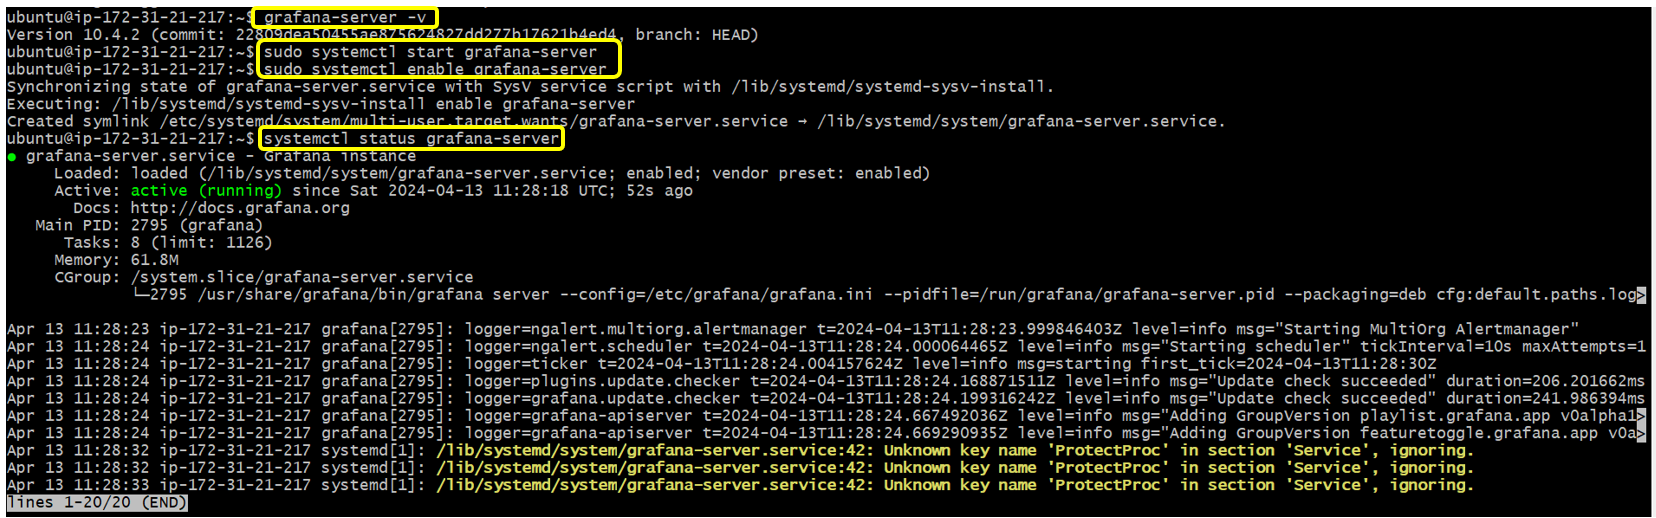 ubuntu@ip-172-31-21-217:~$ grafana-server -v
Version 10.4.2 (commit: 22809dea50455ae875624827dd277b17621b4ed4, branch: HEAD)
ubuntu@ip-172-31-21-217:~$ sudo systemctl start grafana-server
ubuntu@ip-172-31-21-217:~$ sudo systemctl enable grafana-server
Synchronizing state of grafana-server.service with SysV service script with /lib/systemd/systemd-sysv-install.
Executing: /lib/systemd/systemd-sysv-install enable grafana-server
Created symlink /etc/systemd/system/multi-user.target.wants/grafana-server.service → /lib/systemd/system/grafana-server.service.
ubuntu@ip-172-31-21-217:~$ systemctl status grafana-server
● grafana-server.service - Grafana instance
Loaded: loaded (/lib/systemd/system/grafana-server.service; enabled; vendor preset: enabled)
Active: active (running) since Sat 2024-04-13 11:28:18 UTC; 52s ago
Docs: http://docs.grafana.org
Main PID: 2795 (grafana)
Tasks: 8 (limit: 1126)
Memory: 61.8M
CGroup: /system.slice/grafana-server.service
└─2795 /usr/share/grafana/bin/grafana server --config=/etc/grafana/grafana.ini --pidfile=/run/grafana/grafana-server.pid --packaging=deb cfg:default.paths.log>
Apr 13 11:28:23 ip-172-31-21-217 grafana[2795]: logger=ngalert.multiorg.alertmanager t=2024-04-13T11:28:23.999846403Z level=info msg="Starting MultiOrg Alertmanager"
Apr 13 11:28:24 ip-172-31-21-217 grafana[2795]: logger=ngalert.scheduler t=2024-04-13T11:28:24.000064465Z level=info msg="Starting scheduler" tickInterval=10s maxAttempts=1
Apr 13 11:28:24 ip-172-31-21-217 grafana[2795]: logger=ticker t=2024-04-13T11:28:24.004157624Z level=info msg=starting first_tick=2024-04-13T11:28:30Z
Apr 13 11:28:24 ip-172-31-21-217 grafana[2795]: logger=plugins.update.checker t=2024-04-13T11:28:24.168871511Z level=info msg="Update check succeeded" duration=206.201662ms
Apr 13 11:28:24 ip-172-31-21-217 grafana[2795]: logger=grafana.update.checker t=2024-04-13T11:28:24.199316242Z level=info msg="Update check succeeded" duration=241.986394ms
Apr 13 11:28:24 ip-172-31-21-217 grafana[2795]: logger=grafana-apiserver t=2024-04-13T11:28:24.667492036Z level=info msg="Adding GroupVersion playlist.grafana.app v0alpha1>
Apr 13 11:28:24 ip-172-31-21-217 grafana[2795]: logger=grafana-apiserver t=2024-04-13T11:28:24.669290935Z level=info msg="Adding GroupVersion featuretoggle.grafana.app v0a>
Apr 13 11:28:32 ip-172-31-21-217 systemd[1]: /lib/systemd/system/grafana-server.service:42: Unknown key name 'ProtectProc' in section 'Service', ignoring.
Apr 13 11:28:32 ip-172-31-21-217 systemd[1]: /lib/systemd/system/grafana-server.service:42: Unknown key name 'ProtectProc' in section 'Service', ignoring.
Apr 13 11:28:33 ip-172-31-21-217 systemd[1]: /lib/systemd/system/grafana-server.service:42: Unknown key name 'ProtectProc' in section 'Service', ignoring.
lines 1-20/20 (END)